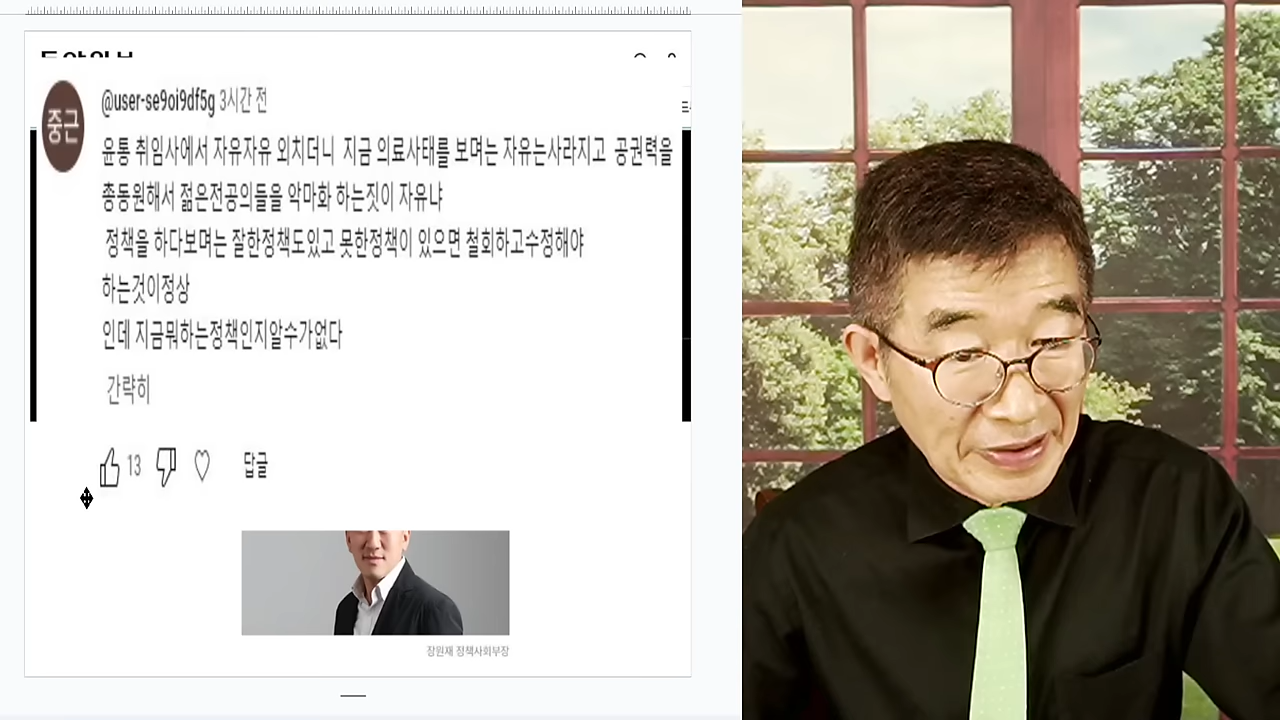 @user-se9oi9df5g 3시간 전
중근
윤통 취임사에서 자유자유 외치더니 지금 의료사태를 보며는 자유는사라지고 공권력을
총동원해서 젊은전공의들을 악마화 하는짓이 자유냐
정책을 하다보며는 잘한정책도있고 못한정책이 있으면 철회하고수정해야
하는것이정상
인데 지금뭐하는정책인지알수가없다
간략히
13
답글
장원재 정책사회부장